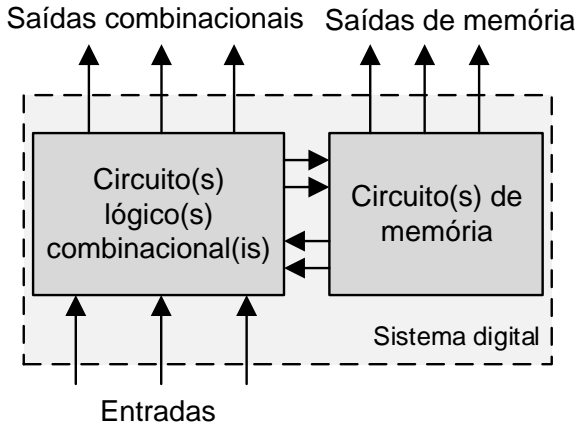 Saídas combinacionais
Saídas de memória
Circuito(s)
lógico(s)
combinacional(is)
Circuito(s) de
memória
Sistema digital
Entradas